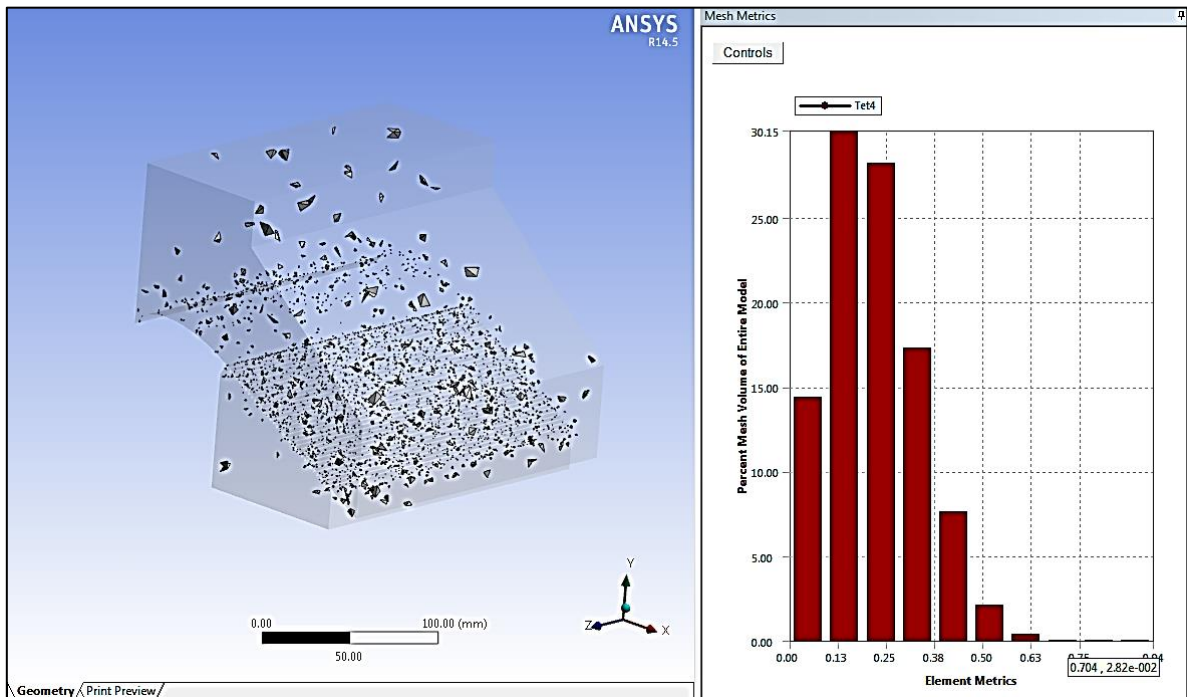 ANSYS
R14.5
0.00
100.00 (mm)
50.00
Y
Z
X
Geometry
Print Preview
Mesh Metrics
Controls
Tet4
30.15
25.00
20.00
15.00
10.00
5.00
0.00
Percent Mesh Volume of Entire Model
0.00 0.13 0.25 0.38 0.50 0.63
0.704 , 2.82e-002
Element Metrics